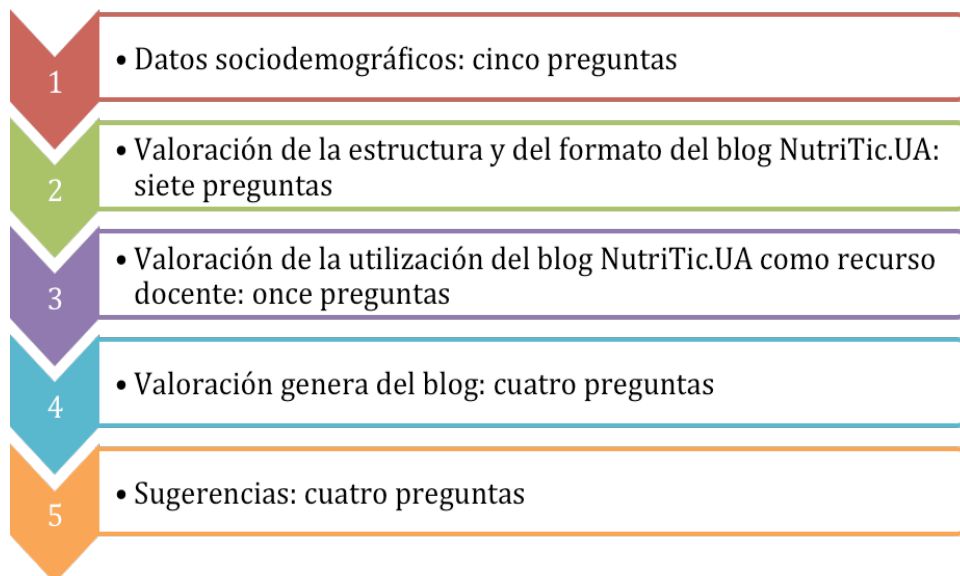 1
• Datos sociodemográficos: cinco preguntas
2
• Valoración de la estructura y del formato del blog NutriTic.UA:
siete preguntas
3
• Valoración de la utilización del blog NutriTic.UA como recurso
docente: once preguntas
4
• Valoración genera del blog: cuatro preguntas
5
• Sugerencias: cuatro preguntas